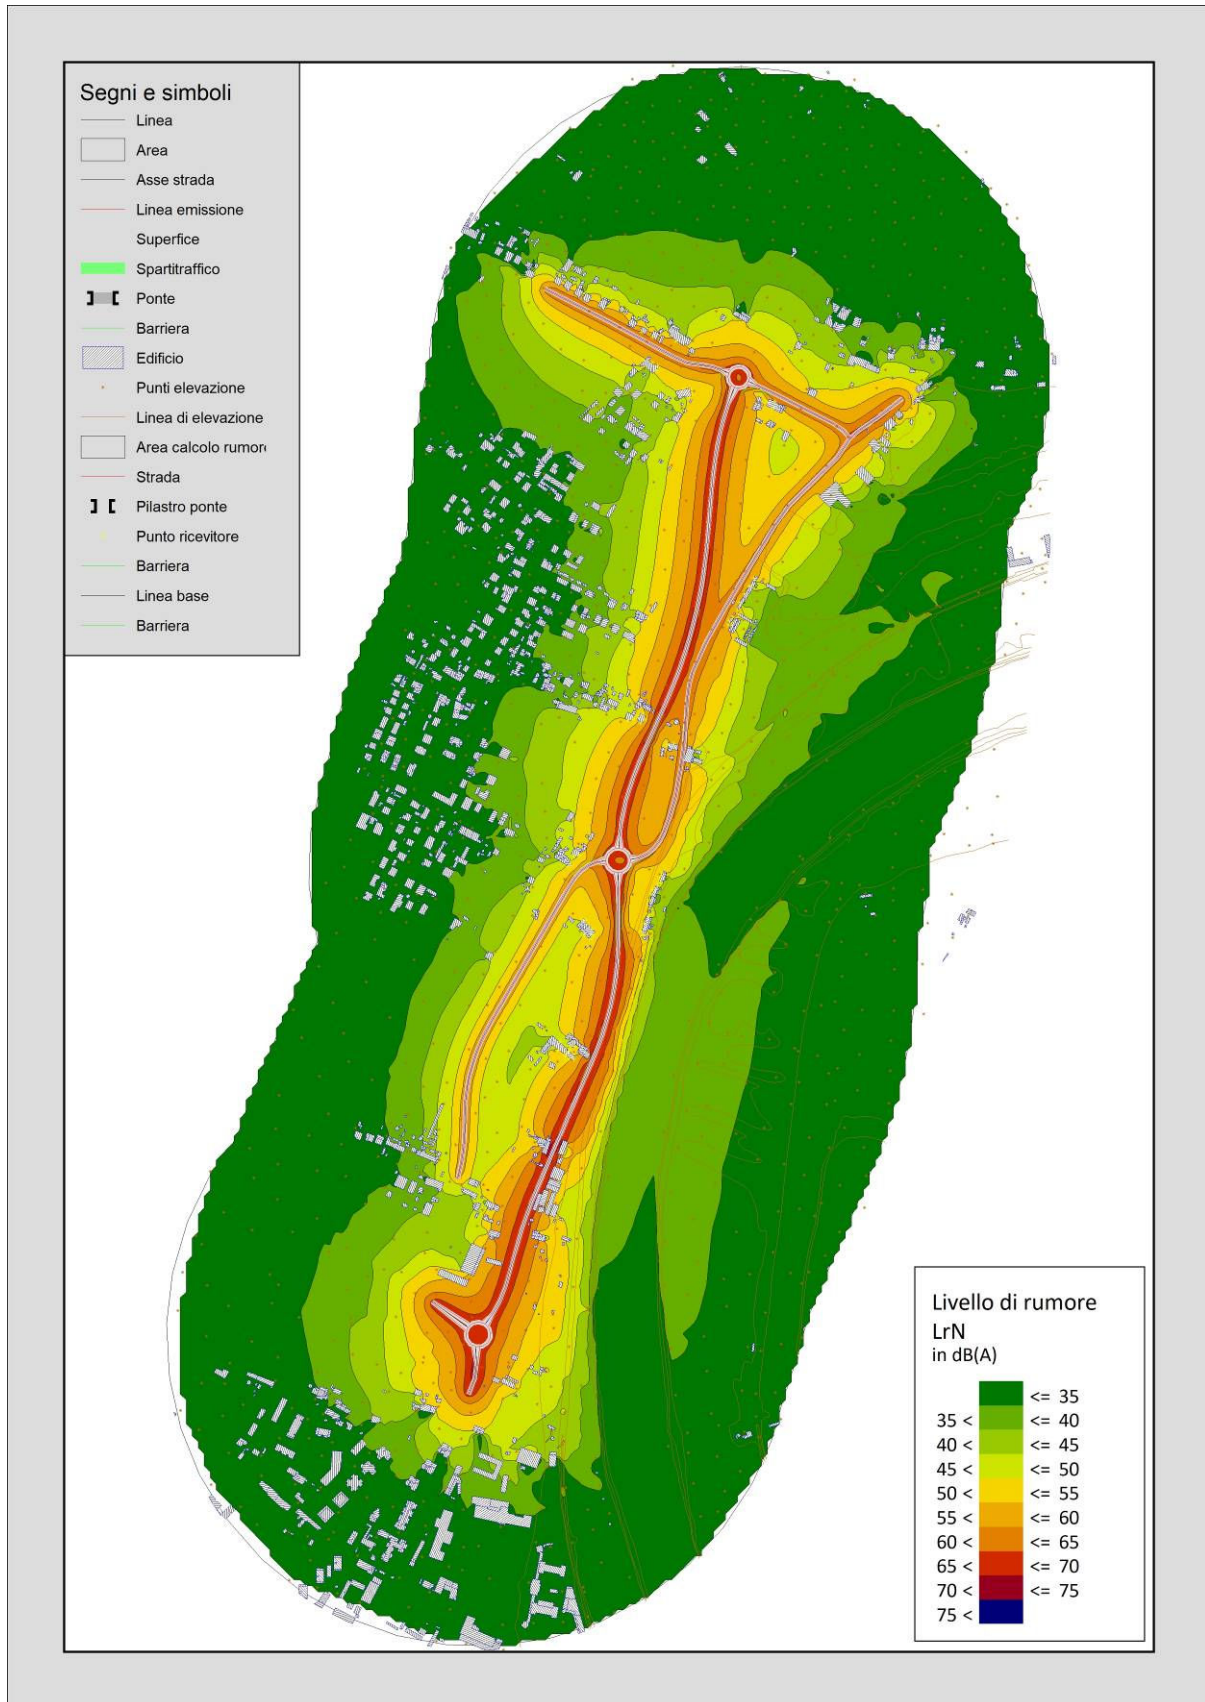 Segni e simboli
Linea
Area
Asse strada
Linea emissione
Superfice
Spartitraffico
Ponte
Barriera
Edificio
Punti elevazione
Linea di elevazione
Area calcolo rumor
Strada
Pilastro ponte
Punto ricevitore
Barriera
Linea base
Barriera
Livello di rumore
LrN
in dB(A)
<= 35
35 < <= 40
40 < <= 45
45 < <= 50
50 < <= 55
55 < <= 60
60 < <= 65
65 < <= 70
70 < <= 75
75 <